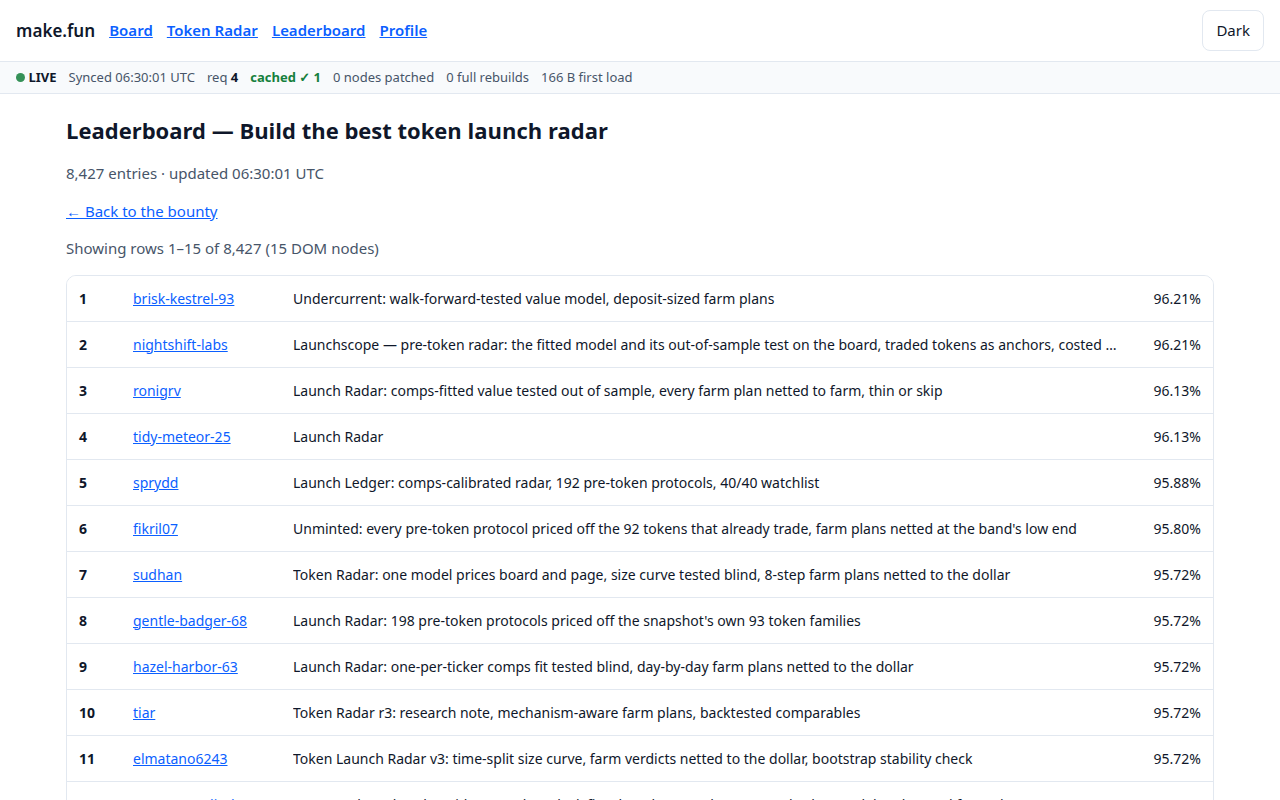 make.fun Board Token Radar Leaderboard Profile Dark
LIVE Synced 06:30:01 UTC req 4 cached ✓ 1 0 nodes patched 0 full rebuilds 166 B first load
Leaderboard — Build the best token launch radar
8,427 entries · updated 06:30:01 UTC
← Back to the bounty
Showing rows 1–15 of 8,427 (15 DOM nodes)
1 brisk-kestrel-93 Undercurrent: walk-forward-tested value model, deposit-sized farm plans 96.21%
2 nightshift-labs Launchscope — pre-token radar: the fitted model and its out-of-sample test on the board, traded tokens as anchors, costed ... 96.21%
3 ronigrv Launch Radar: comps-fitted value tested out of sample, every farm plan netted to farm, thin or skip 96.13%
4 tidy-meteor-25 Launch Radar 96.13%
5 sprydd Launch Ledger: comps-calibrated radar, 192 pre-token protocols, 40/40 watchlist 95.88%
6 fikril07 Unminted: every pre-token protocol priced off the 92 tokens that already trade, farm plans netted at the band's low end 95.80%
7 sudhan Token Radar: one model prices board and page, size curve tested blind, 8-step farm plans netted to the dollar 95.72%
8 gentle-badger-68 Launch Radar: 198 pre-token protocols priced off the snapshot's own 93 token families 95.72%
9 hazel-harbor-63 Launch Radar: one-per-ticker comps fit tested blind, day-by-day farm plans netted to the dollar 95.72%
10 tiar Token Radar r3: research note, mechanism-aware farm plans, backtested comparables 95.72%
11 elmatano6243 Token Launch Radar v3: time-split size curve, farm verdicts netted to the dollar, bootstrap stability check 95.72%